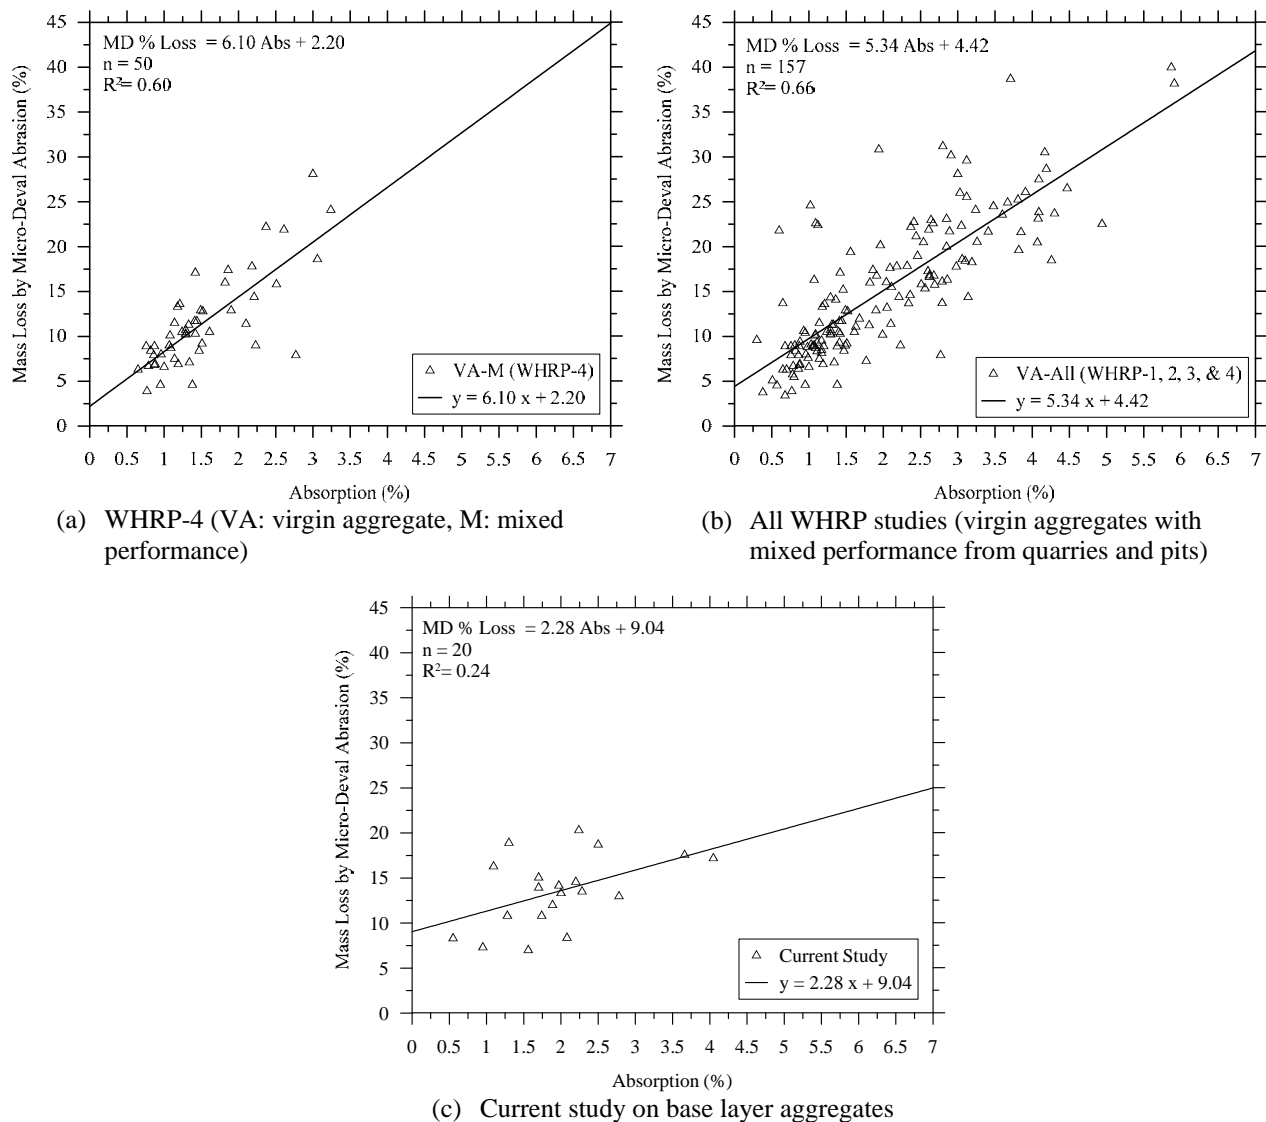 MD % Loss = 6.10 Abs + 2.20
n = 50
R²= 0.60
Mass Loss by Micro-Deval Abrasion (%)
45
40
35
30
25
20
15
10
5
0
VA-M (WHRP-4)
y = 6.10 x + 2.20
0 0.5 1 1.5 2 2.5 3 3.5 4 4.5 5 5.5 6 6.5 7
Absorption (%)
(a) WHRP-4 (VA: virgin aggregate, M: mixed
performance)
MD % Loss = 5.34 Abs + 4.42
n = 157
R²= 0.66
Mass Loss by Micro-Deval Abrasion (%)
45
40
35
30
25
20
15
10
5
0
VA-All (WHRP-1, 2, 3, & 4)
y = 5.34 x + 4.42
0 0.5 1 1.5 2 2.5 3 3.5 4 4.5 5 5.5 6 6.5 7
Absorption (%)
(b) All WHRP studies (virgin aggregates with
mixed performance from quarries and pits)
MD % Loss = 2.28 Abs + 9.04
n = 20
R²= 0.24
Mass Loss by Micro-Deval Abrasion (%)
45
40
35
30
25
20
15
10
5
0
Current Study
y = 2.28 x + 9.04
0 0.5 1 1.5 2 2.5 3 3.5 4 4.5 5 5.5 6 6.5 7
Absorption (%)
(c) Current study on base layer aggregates